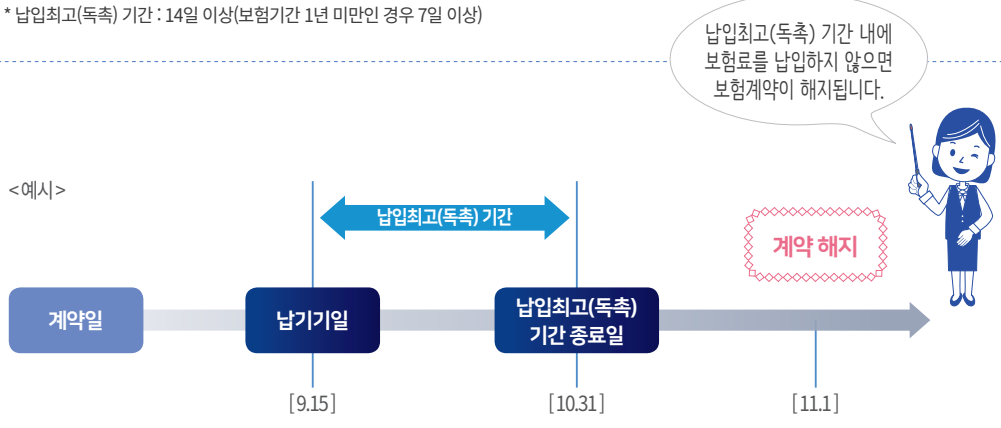 * 납입최고(독촉) 기간 : 14일 이상(보험기간 1년 미만인 경우 7일 이상)
납입최고(독촉) 기간 내에
보험료를 납입하지 않으면
보험계약이 해지됩니다.
<예시>
납입최고(독촉) 기간
계약 해지
계약일
납기기일
납입최고(독촉)
기간 종료일
[9.15]
[10.31]
[11.1]